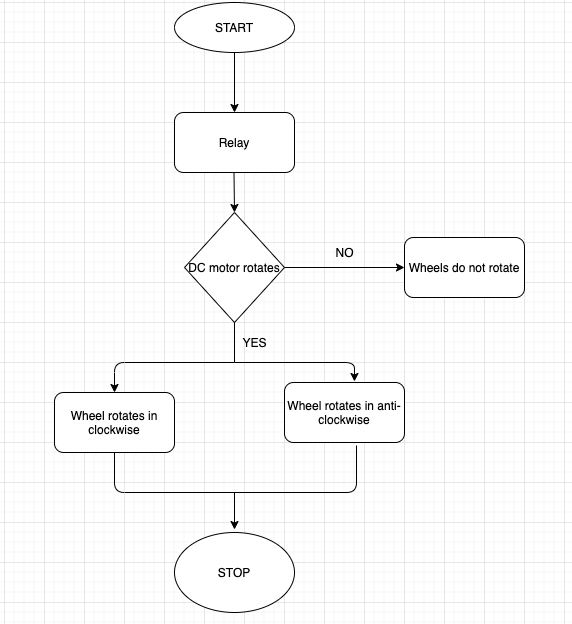 START
Relay
DC motor rotates
NO
Wheels do not rotate
YES
Wheel rotates in
clockwise
Wheel rotates in anti-
clockwise
STOP